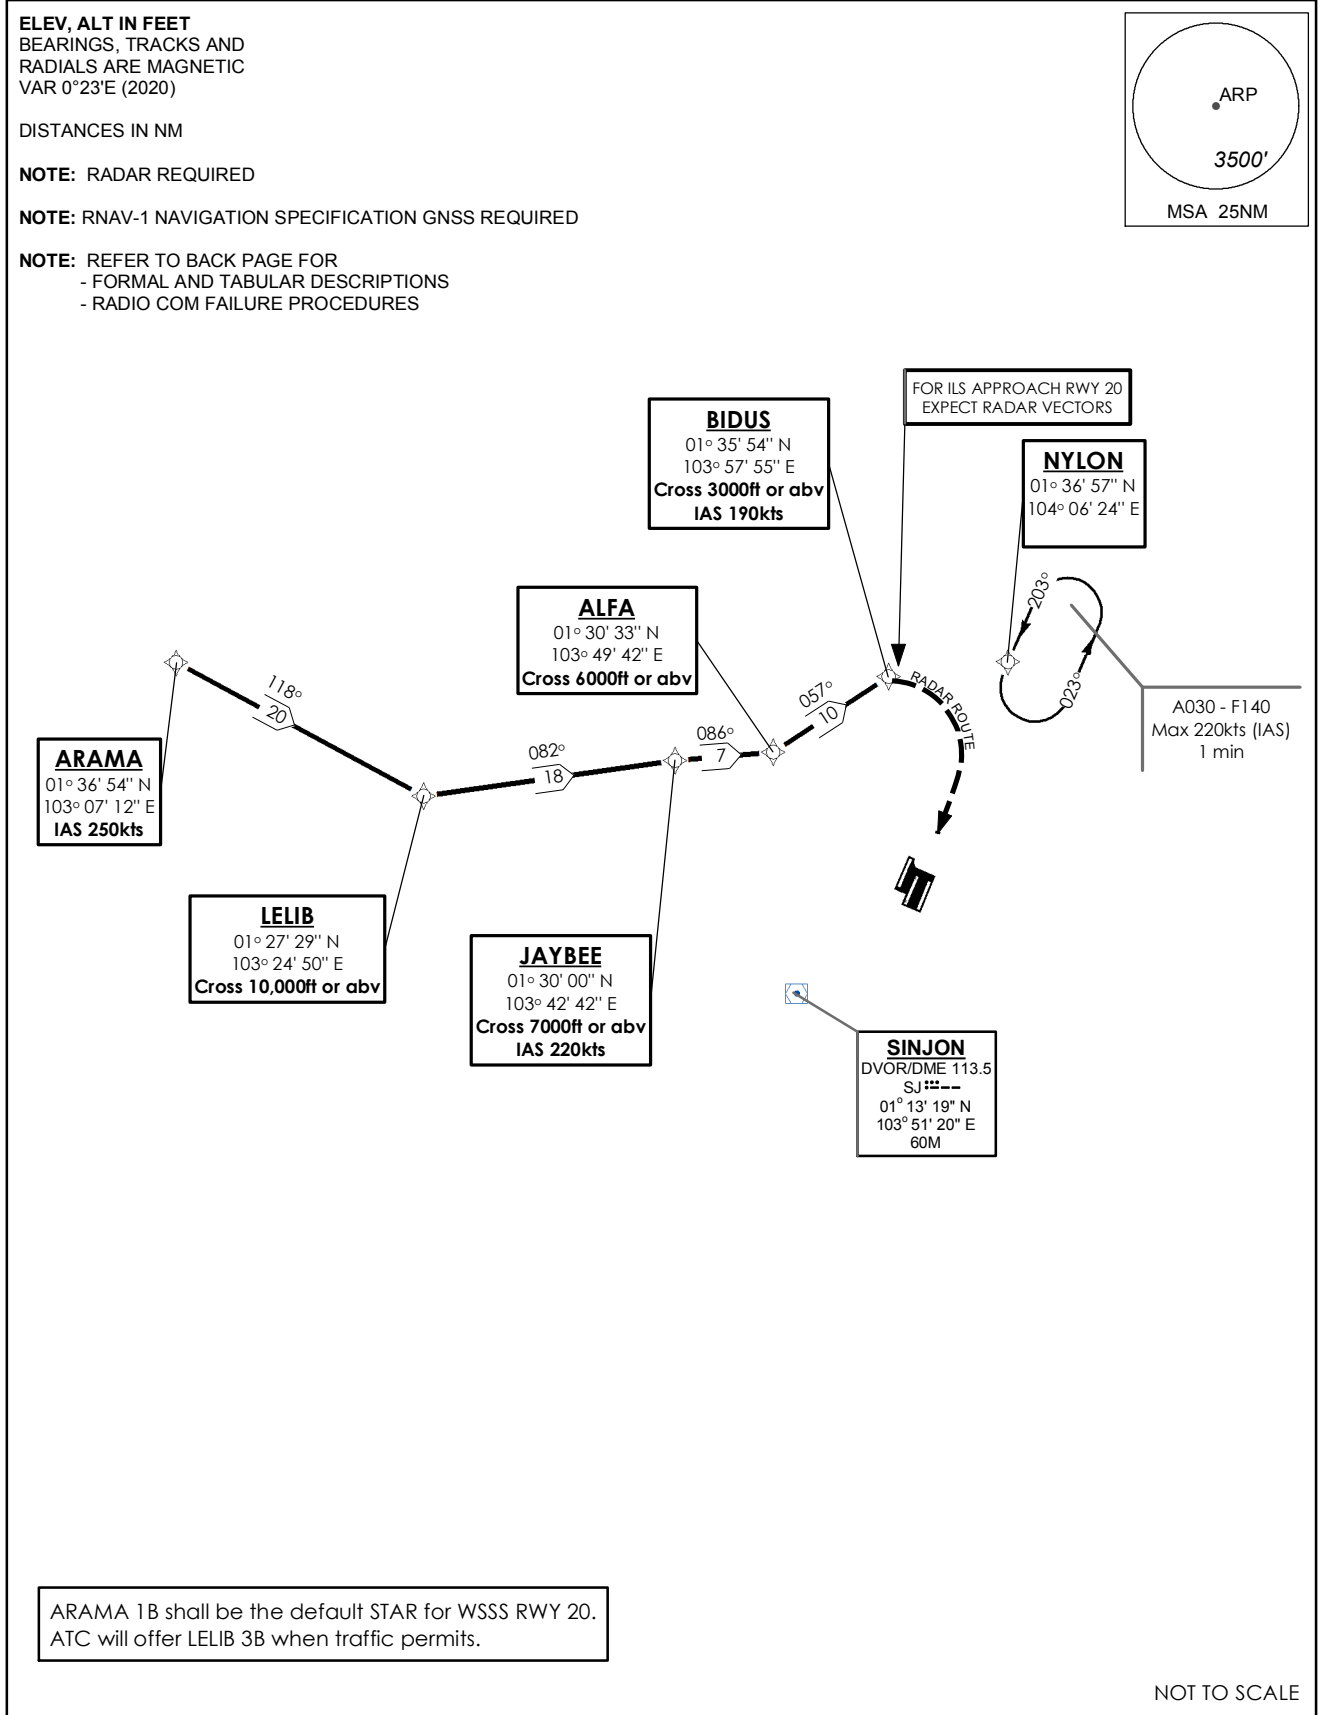 ELEV, ALT IN FEET
BEARINGS, TRACKS AND
RADIALS ARE MAGNETIC
VAR 0°23'E (2020)
DISTANCES IN NM
NOTE: RADAR REQUIRED
NOTE: RNAV-1 NAVIGATION SPECIFICATION GNSS REQUIRED
NOTE: REFER TO BACK PAGE FOR
- FORMAL AND TABULAR DESCRIPTIONS
- RADIO COM FAILURE PROCEDURES
ARP
3500'
MSA 25NM
FOR ILS APPROACH RWY 20
EXPECT RADAR VECTORS
BIDUS
01° 35' 54" N
103° 57' 55" E
Cross 3000ft or abv
IAS 190kts
NYLON
01° 36' 57" N
104° 06' 24" E
ALFA
01° 30' 33" N
103° 49' 42" E
Cross 6000ft or abv
203°
023°
A030 - F140
Max 220kts (IAS)
1 min
RADAR ROUTE
118°
20
082°
18
086°
7
057°
10
ARAMA
01° 36' 54" N
103° 07' 12" E
IAS 250kts
LELIB
01° 27' 29" N
103° 24' 50" E
Cross 10,000ft or abv
JAYBEE
01° 30' 00" N
103° 42' 42" E
Cross 7000ft or abv
IAS 220kts
SINJON
DVOR/DME 113.5
SJ
01° 13' 19" N
103° 51' 20" E
60M
ARAMA 1B shall be the default STAR for WSSS RWY 20.
ATC will offer LELIB 3B when traffic permits.
NOT TO SCALE